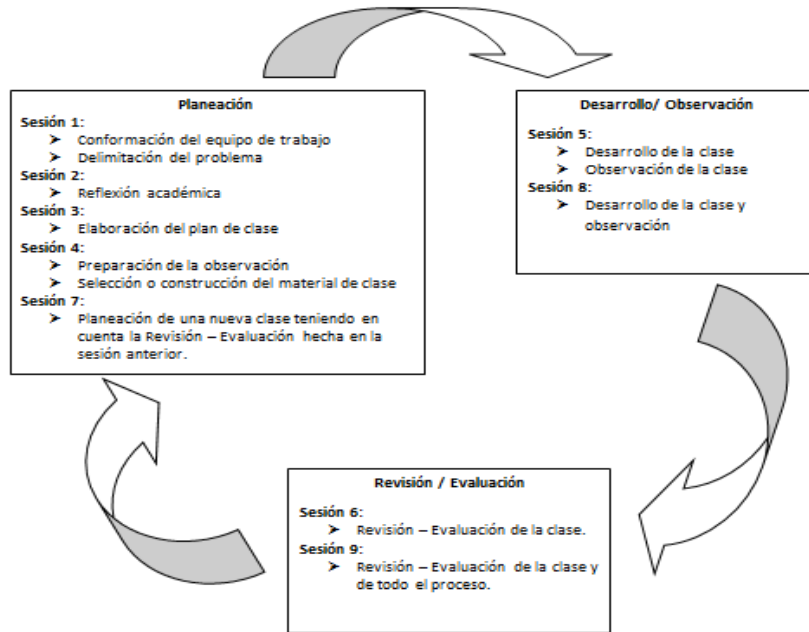 Planeación
Sesión 1:
➤ Conformación del equipo de trabajo
➤ Delimitación del problema
Sesión 2:
➤ Reflexión académica
Sesión 3:
➤ Elaboración del plan de clase
Sesión 4:
➤ Preparación de la observación
➤ Selección o construcción del material de clase
Sesión 7:
➤ Planeación de una nueva clase teniendo en
cuenta la Revisión – Evaluación hecha en la
sesión anterior.
Desarrollo/ Observación
Sesión 5:
➤ Desarrollo de la clase
➤ Observación de la clase
Sesión 8:
➤ Desarrollo de la clase y
observación
Revisión / Evaluación
Sesión 6:
➤ Revisión – Evaluación de la clase.
Sesión 9:
➤ Revisión – Evaluación de la clase y
de todo el proceso.